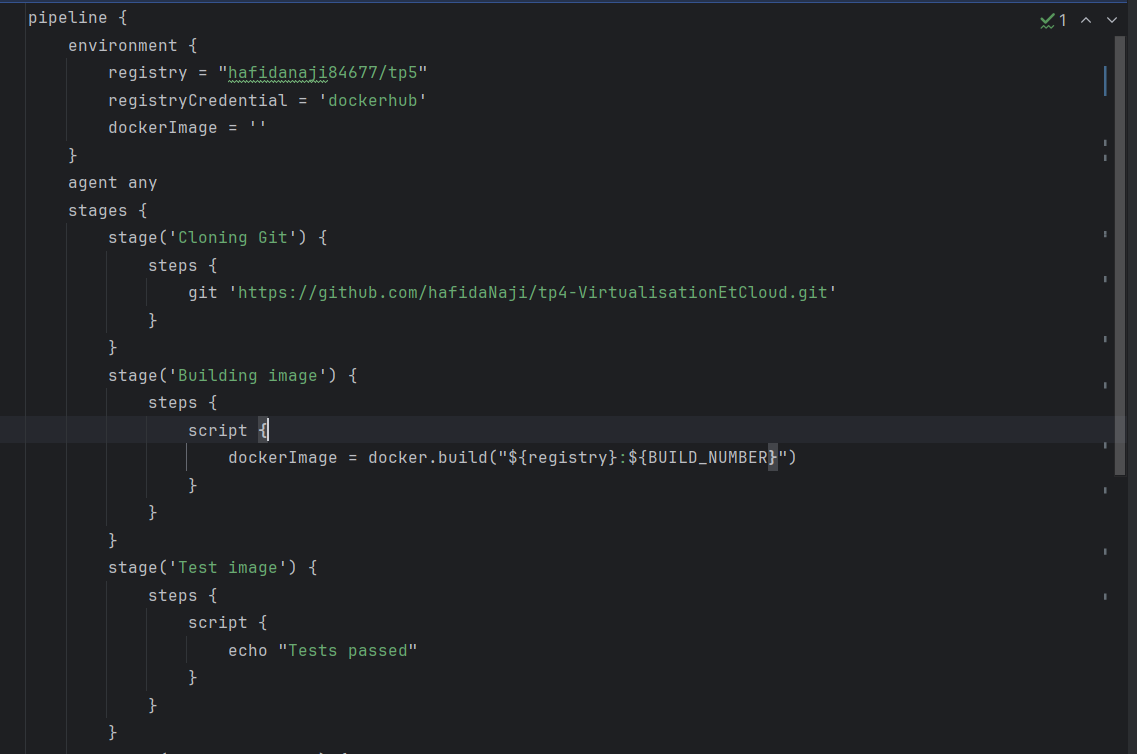 pipeline {
1
    environment {
        registry = "hafidanaji84677/tp5"
        registryCredential = 'dockerhub'
        dockerImage = ''
    }
    agent any
    stages {
        stage('Cloning Git') {
            steps {
                git 'https://github.com/hafidaNaji/tp4-VirtualisationEtCloud.git'
            }
        }
        stage('Building image') {
            steps {
                script {
                    dockerImage = docker.build("${registry}:${BUILD_NUMBER}")
                }
            }
        }
        stage('Test image') {
            steps {
                script {
                    echo "Tests passed"
                }
            }
        }